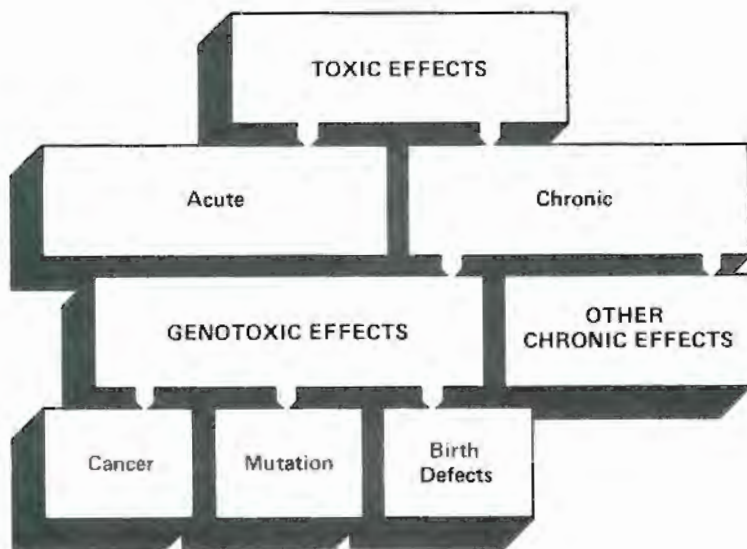 TOXIC EFFECTS
Acute
Chronic
GENOTOXIC EFFECTS
OTHER
CHRONIC EFFECTS
Cancer
Mutation
Birth
Defects